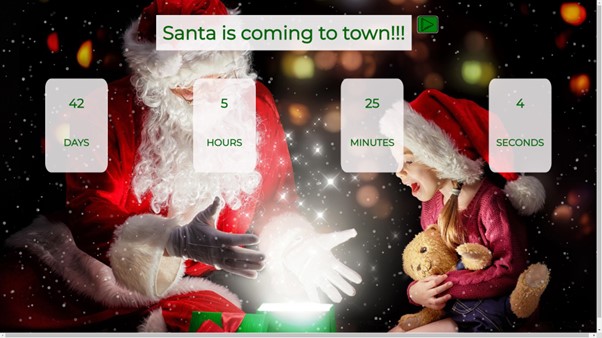 Santa is coming to town!!!
42
DAYS
5
HOURS
25
MINUTES
4
SECONDS